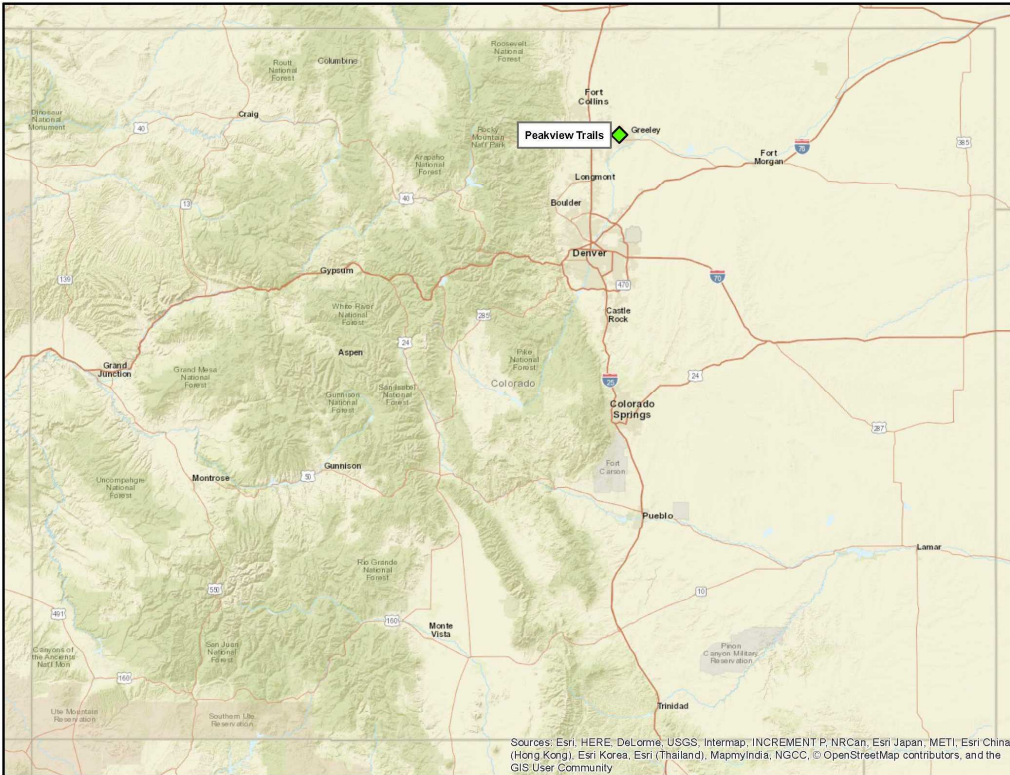 Roosevelt
National
Forest
Routt
National
Forest
Columbine
Fort
Collins
Dinosaur
National
Monument
Craig
40
Peakview Trails
Greeley
Rocky
Mountain
Nat'l Park
385
76
Fort
Morgan
Arapaho
National
Forest
Longmont
13
40
Boulder
Denver
139
Gypsum
70
470
White River
National
Forest
285
Castle
Rock
24
Aspen
Pike
National
Forest
Grand
Junction
Grand Mesa
National
Forest
Colorado
25
24
San Isabel
National
Forest
Gunnison
National
Forest
Colorado
Springs
287
Fort
Carson
Gunnison
50
Montrose
Uncompahgre
National
Forest
Pueblo
Lamar
Rio Grande
National
Forest
550
10
491
160
Monte
Vista
Canyons of
the Ancients
Nat'l Mon
San Juan
National
Forest
Pinon
Canyon Military
Reservation
160
Ute Mountain
Reservation
Southern Ute
Reservation
Trinidad
Sources: Esri, HERE, DeLorme, USGS, Intermap, INCREMENT P, NRCan, Esri Japan, METI, Esri China
(Hong Kong), Esri Korea, Esri (Thailand), MapmyIndia, NGCC, © OpenStreetMap contributors, and the
GIS User Community